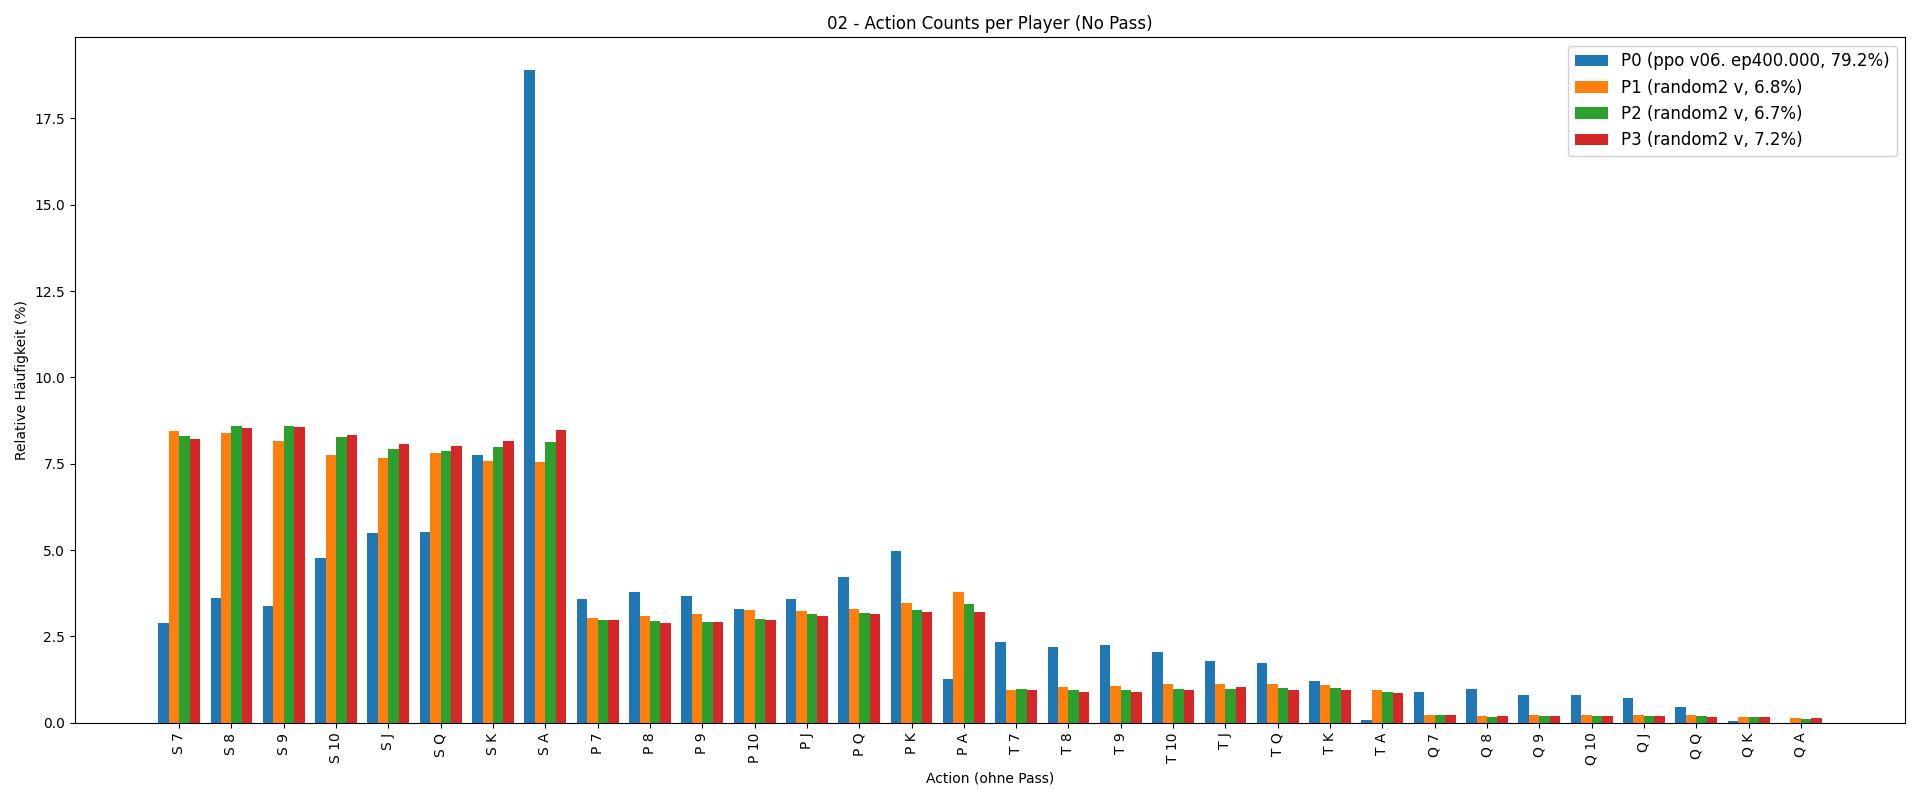 02 - Action Counts per Player (No Pass)
P0 (ppo v06. ep400.000, 79.2%)
P1 (random2 v, 6.8%)
P2 (random2 v, 6.7%)
P3 (random2 v, 7.2%)
Relative Häufigkeit (%)
17.5
15.0
12.5
10.0
7.5
5.0
2.5
0.0
S 7 S 8 S 9 S 10 S J S Q S K S A P 7 P 8 P 9 P 10 P J P Q P K P A T 7 T 8 T 9 T 10 T J T Q T K T A Q 7 Q 8 Q 9 Q 10 Q J Q Q Q K Q A
Action (ohne Pass)